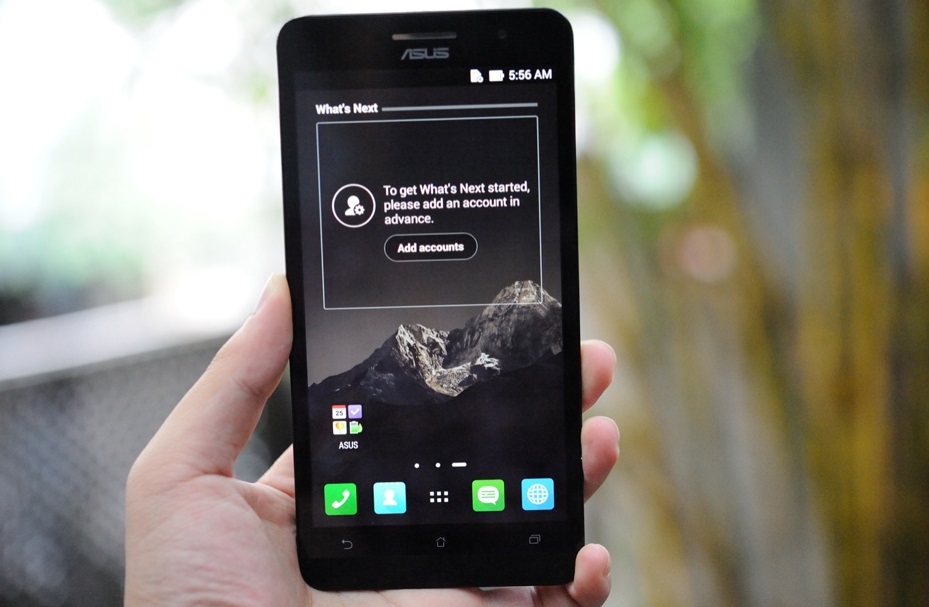 ASUS
5:56 AM
What's Next
To get What's Next started,
please add an account in
advance.
Add accounts
25
ASUS